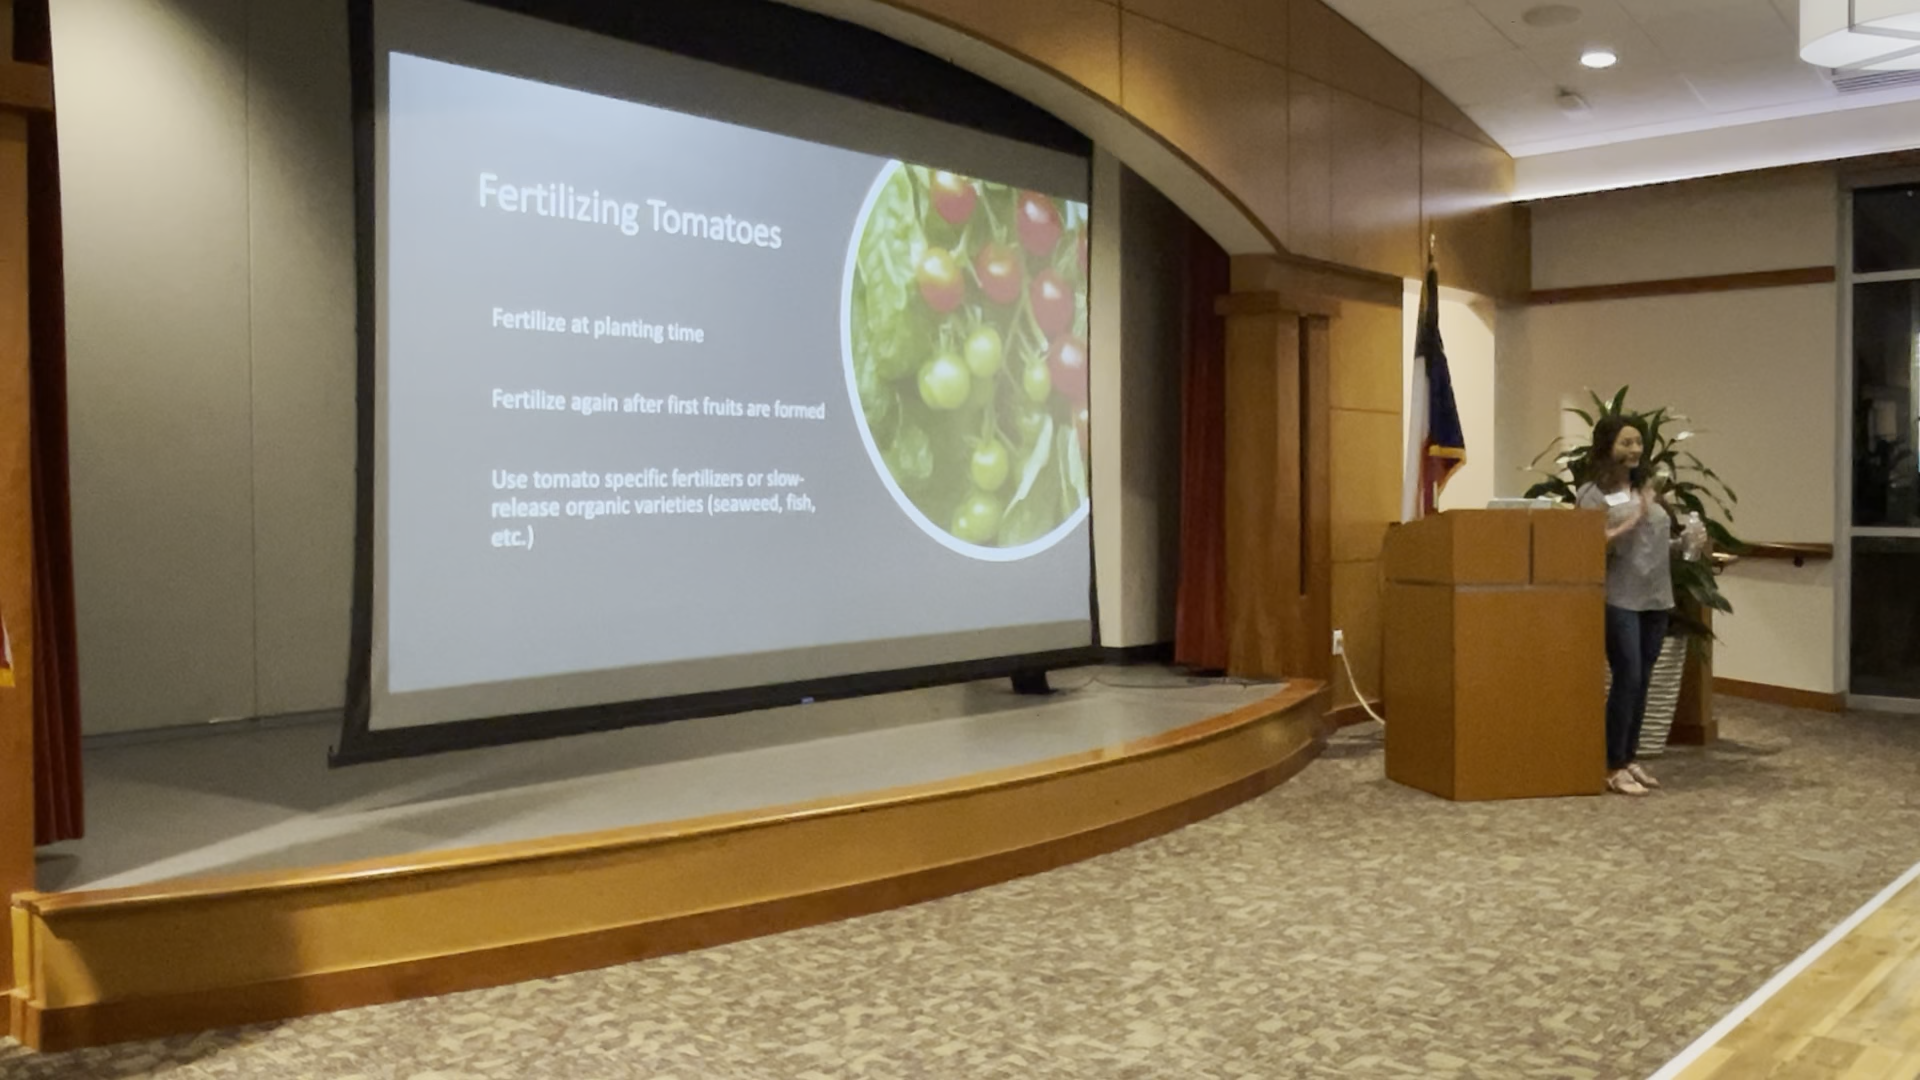 Fertilizing Tomatoes
Fertilize at planting time
Fertilize again after first fruits are formed
Use tomato specific fertilizers or slow-
release organic varieties (seaweed, fish,
etc.)